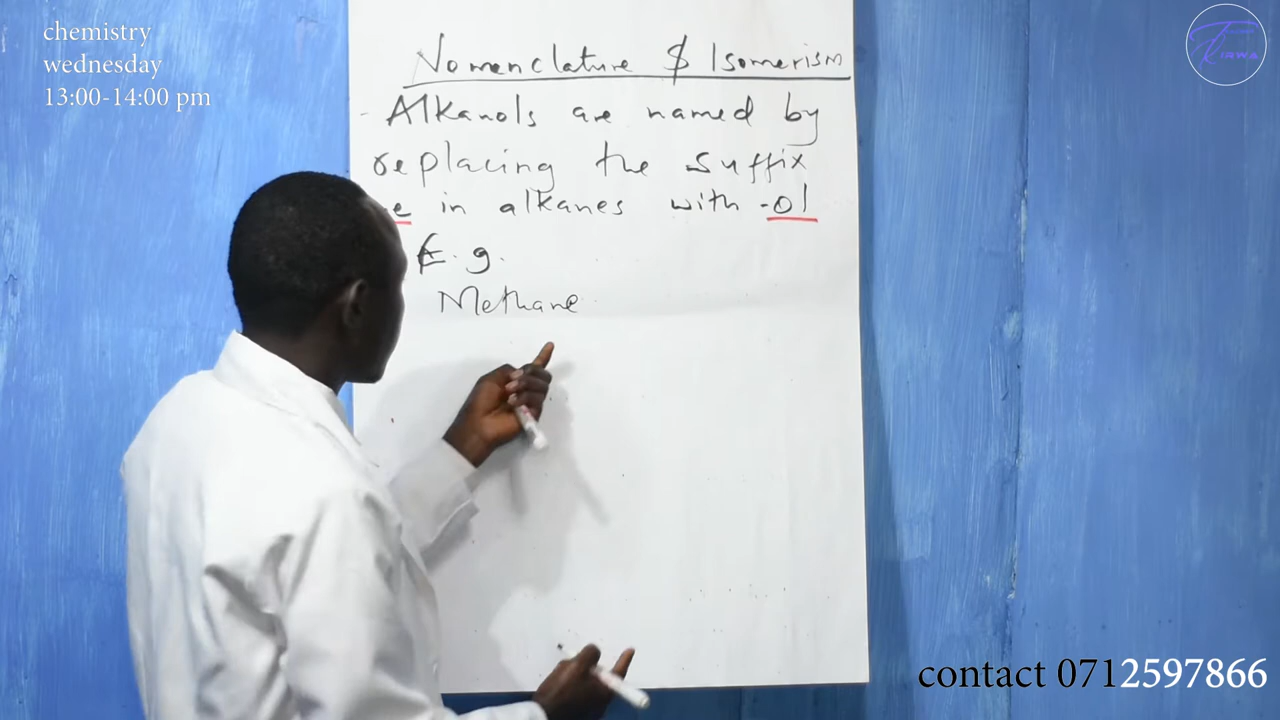 chemistry
wednesday
13:00-14:00 pm
Nomenclature $ Isomerism
- Alkanols are named by
replacing the suffix
e in alkanes with -ol
E.g.
Methane
contact 0712597866